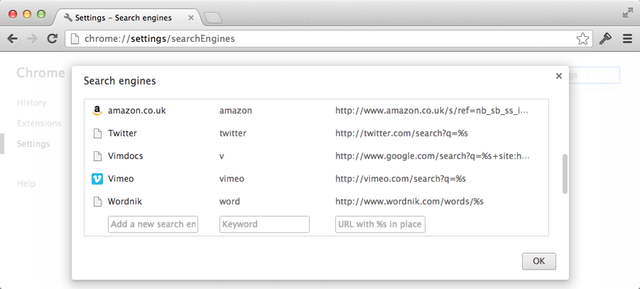 Settings - Search engines
chrome://settings/searchEngines
Chrome
Search engines
History
Extensions
Settings
Help
amazon.co.uk amazon http://www.amazon.co.uk/s/ref=nb_sb_ss_i...
Twitter twitter http://twitter.com/search?q=%s
Vimdocs v http://www.google.com/search?q=%s+site:h...
Vimeo vimeo http://vimeo.com/search?q=%s
Wordnik word http://www.wordnik.com/words/%s
Add a new search en Keyword URL with %s in place
OK